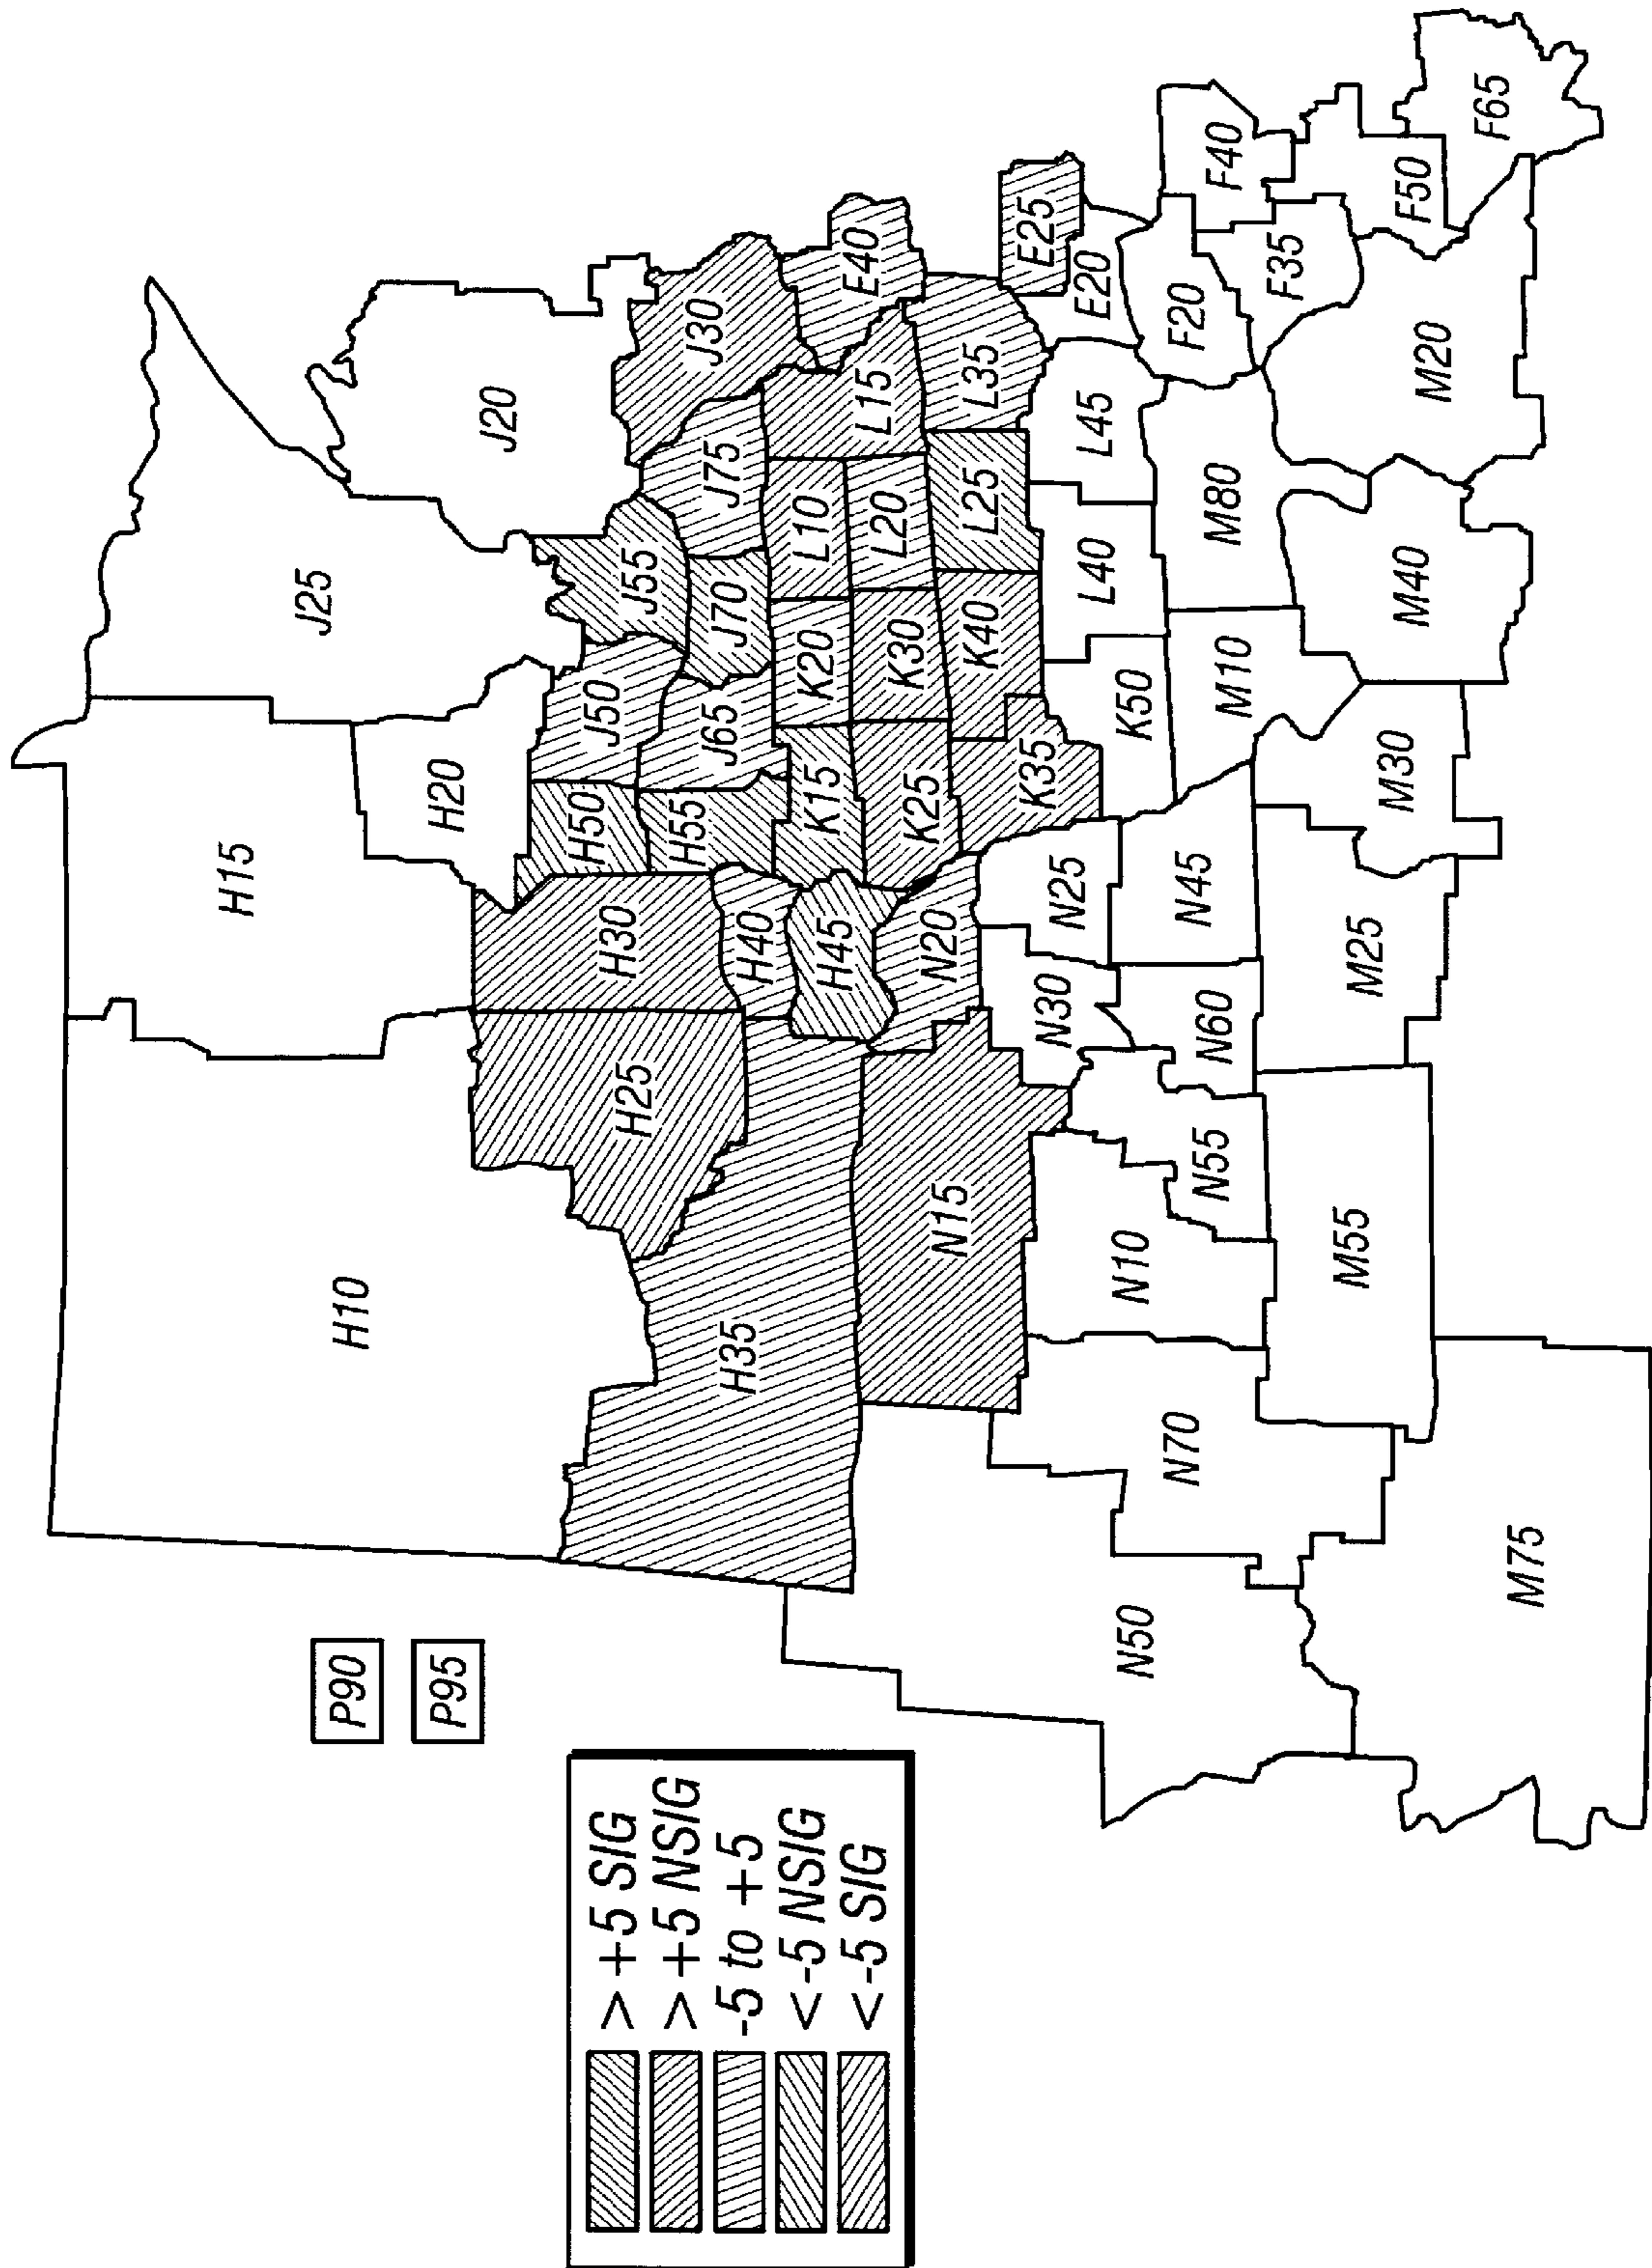 P90
P95
> +5 SIG
> +5 NSIG
-5 to +5
< -5 NSIG
< -5 SIG
H10
H15
J25
H20
J20
H25
H30
H50
J50
J55
J30
H35
H40
H55
J65
J70
J75
H45
K15
K20
L10
L15
E40
N15
N20
K25
K30
L20
L35
E25
K35
K40
L25
N50
N70
N10
N30
N25
K50
L40
L45
E20
N55
N60
N45
M10
M80
F20
F40
F35
M75
M55
M25
M30
M40
M20
F50
F65